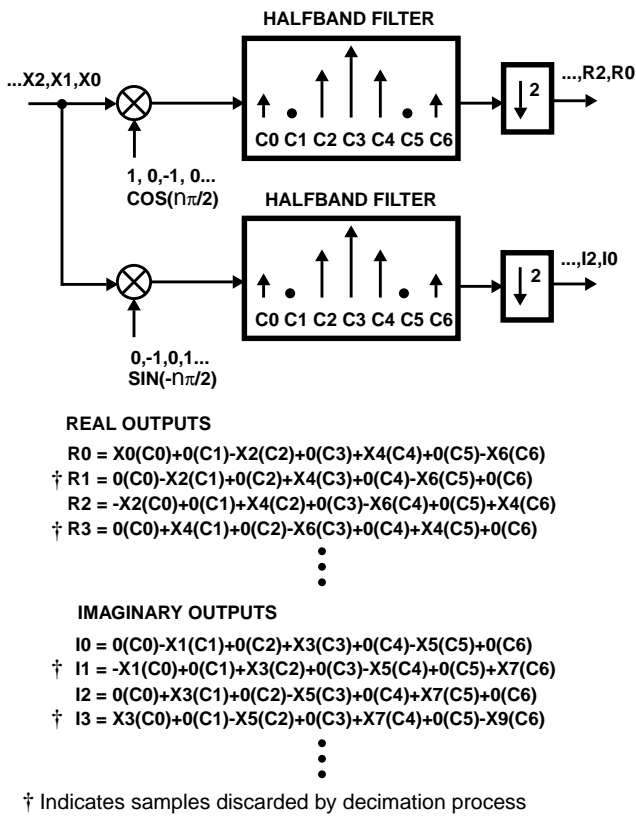 HALFBAND FILTER
...X2,X1,X0
2
...,R2,R0
C0 C1 C2 C3 C4 C5 C6
1, 0,-1, 0...
COS(nπ/2)
HALFBAND FILTER
2
...,I2,I0
C0 C1 C2 C3 C4 C5 C6
0,-1,0,1...
SIN(-nπ/2)
REAL OUTPUTS
R0 = X0(C0)+0(C1)-X2(C2)+0(C3)+X4(C4)+0(C5)-X6(C6)
† R1 = 0(C0)-X2(C1)+0(C2)+X4(C3)+0(C4)-X6(C5)+0(C6)
R2 = -X2(C0)+0(C1)+X4(C2)+0(C3)-X6(C4)+0(C5)+X4(C6)
† R3 = 0(C0)+X4(C1)+0(C2)-X6(C3)+0(C4)+X4(C5)+0(C6)
IMAGINARY OUTPUTS
I0 = 0(C0)-X1(C1)+0(C2)+X3(C3)+0(C4)-X5(C5)+0(C6)
† I1 = -X1(C0)+0(C1)+X3(C2)+0(C3)-X5(C4)+0(C5)+X7(C6)
I2 = 0(C0)+X3(C1)+0(C2)-X5(C3)+0(C4)+X7(C5)+0(C6)
† I3 = X3(C0)+0(C1)-X5(C2)+0(C3)+X7(C4)+0(C5)-X9(C6)
† Indicates samples discarded by decimation process